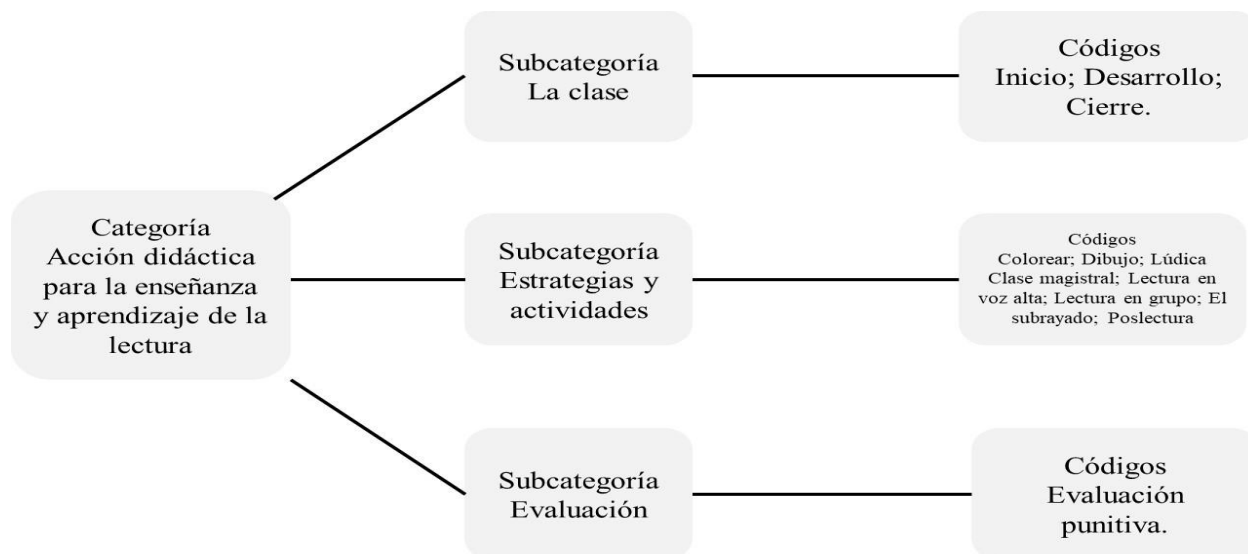 Subcategoría
La clase
Códigos
Inicio; Desarrollo;
Cierre.
Categoría
Acción didáctica
para la enseñanza
y aprendizaje de la
lectura
Subcategoría
Estrategias y
actividades
Códigos
Colorear; Dibujo; Lúdica
Clase magistral; Lectura en
voz alta; Lectura en grupo; El
subrayado; Poslectura
Subcategoría
Evaluación
Códigos
Evaluación
punitiva.